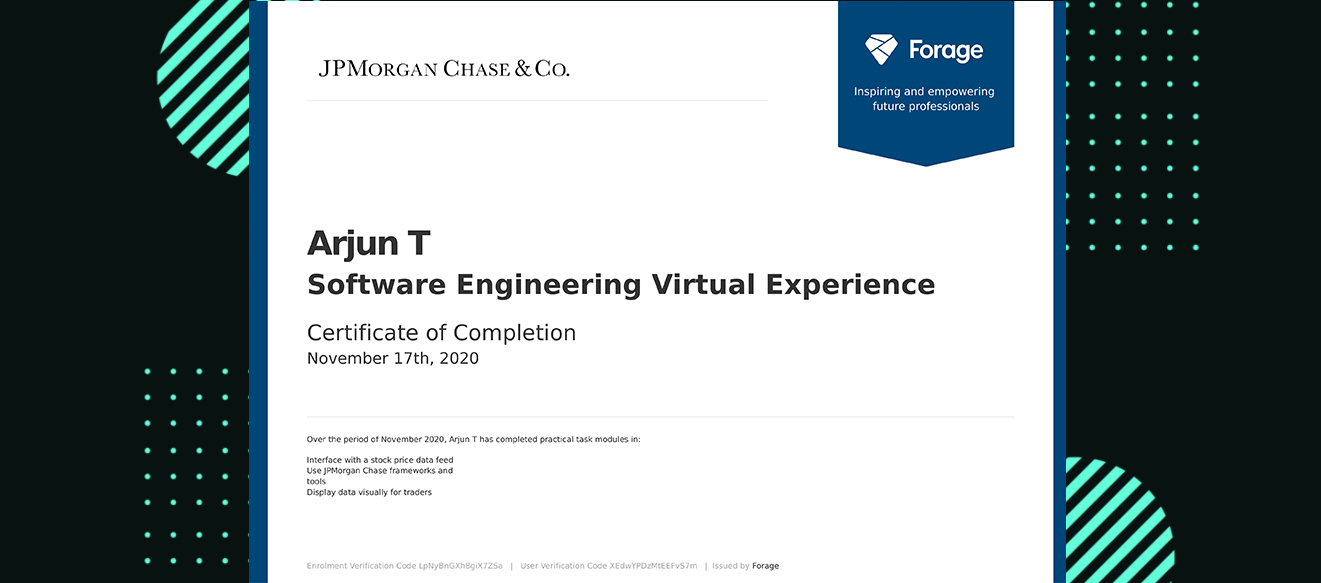 JPMORGAN CHASE & CO.
Forage
Inspiring and empowering
future professionals
Arjun T
Software Engineering Virtual Experience
Certificate of Completion
November 17th, 2020
Over the period of November 2020, Arjun T has completed practical task modules in:
Interface with a stock price data feed
Use JPMorgan Chase frameworks and
tools
Display data visually for traders
Enrolment Verification Code LpNyBnGXh8giX7ZSa | User Verification Code XEdwYPDzMtEEFvS7m | Issued by Forage